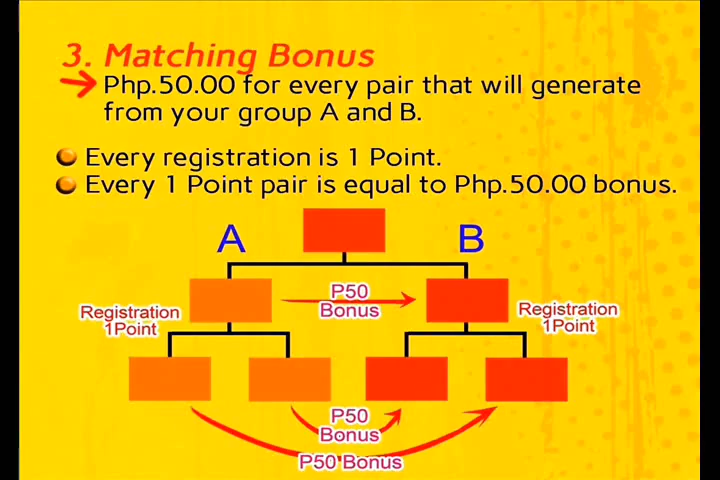 3. Matching Bonus
Php.50.00 for every pair that will generate
from your group A and B.
Every registration is 1 Point.
Every 1 Point pair is equal to Php.50.00 bonus.
A
B
P50
Bonus
Registration
1Point
Registration
1Point
P50
Bonus
P50 Bonus